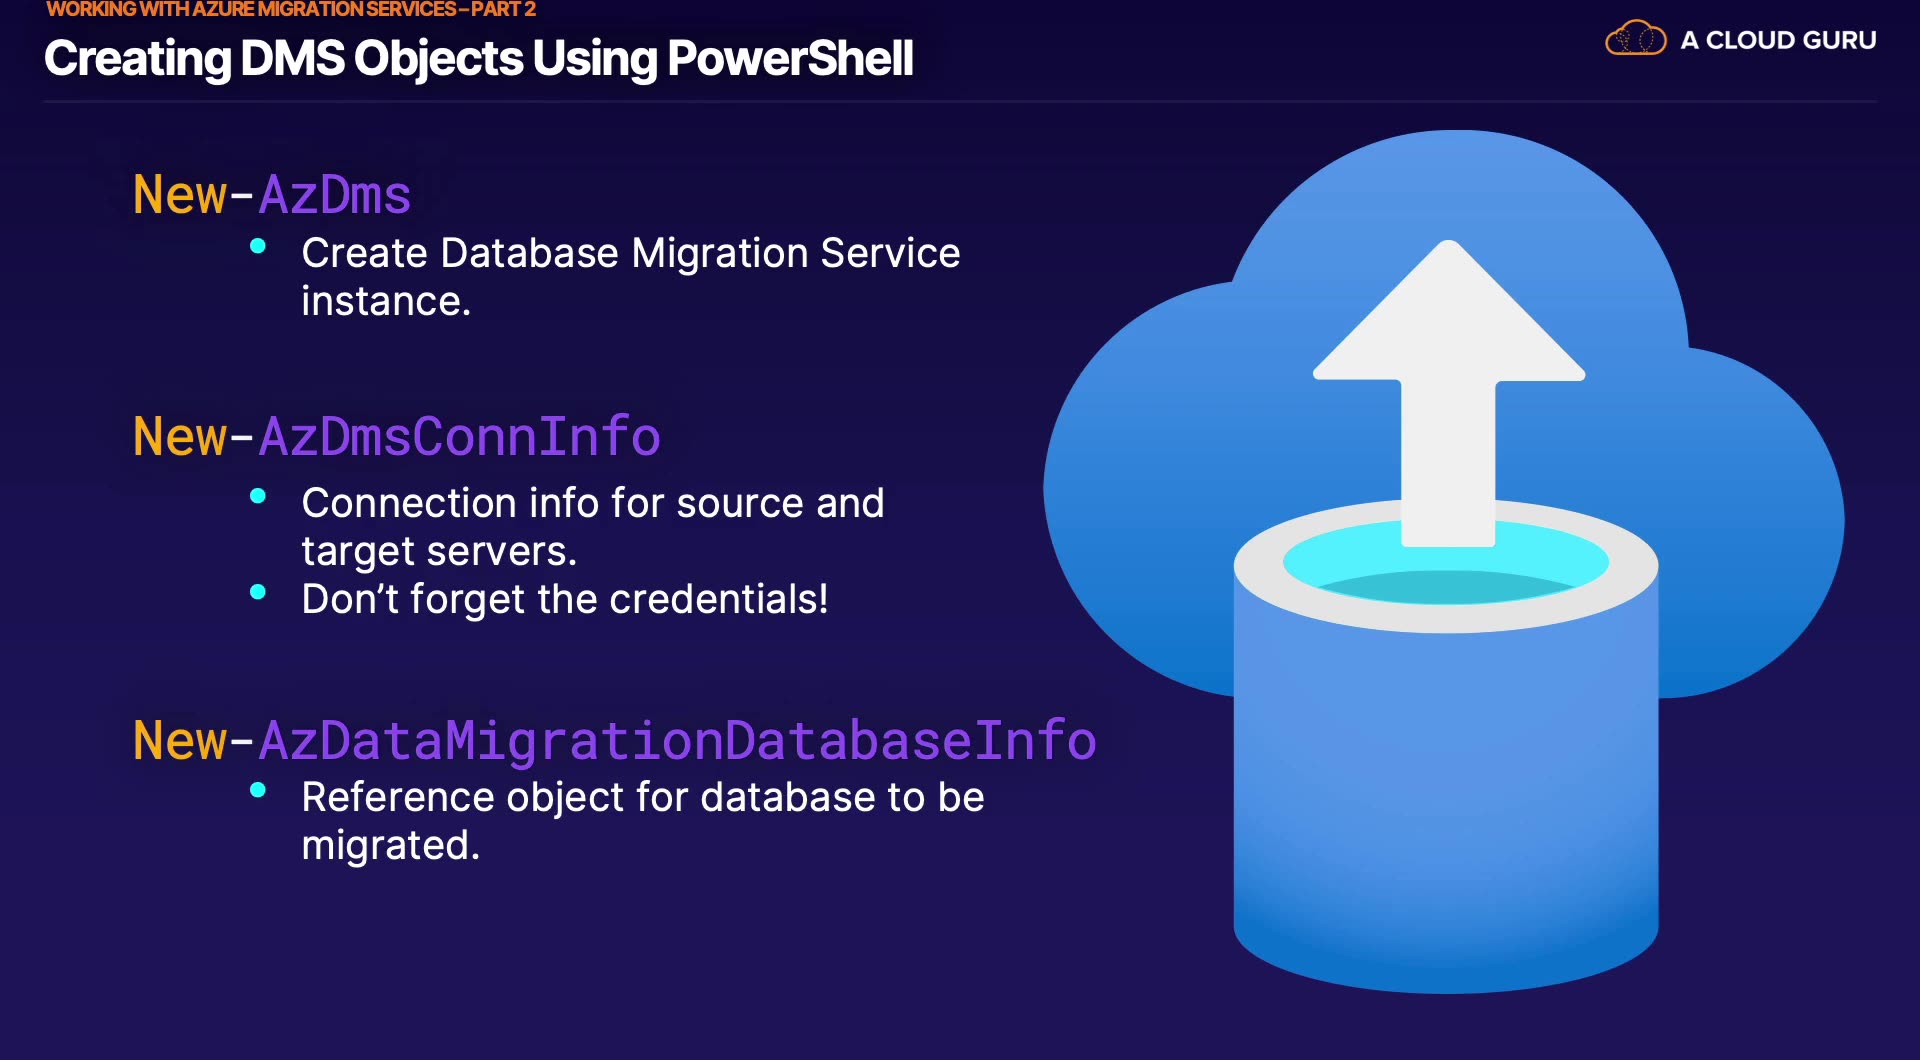 WORKING WITH AZURE MIGRATION SERVICES – PART 2
Creating DMS Objects Using PowerShell
A CLOUD GURU
New-AzDms
• Create Database Migration Service
instance.
New-AzDmsConnInfo
• Connection info for source and
target servers.
• Don’t forget the credentials!
New-AzDataMigrationDatabaseInfo
• Reference object for database to be
migrated.